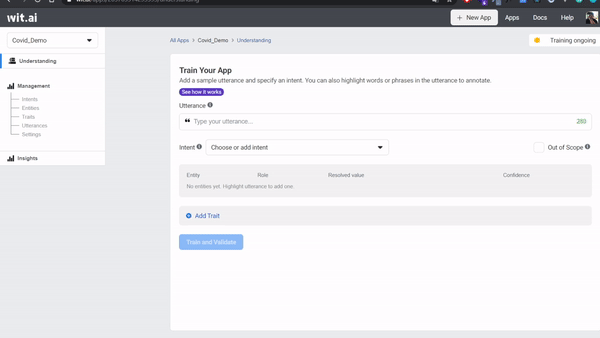 wit.ai
+ New App
Apps
Docs
Help
Covid_Demo
All Apps > Covid_Demo > Understanding
Training ongoing
Understanding
Management
Intents
Entities
Traits
Utterances
Settings
Insights
Train Your App
Add a sample utterance and specify an intent. You can also highlight words or phrases in the utterance to annotate.
See how it works
Utterance
Type your utterance...
280
Intent
Choose or add intent
Out of Scope
Entity Role Resolved value Confidence
No entities yet. Highlight utterance to add one
Add Trait
Train and Validate